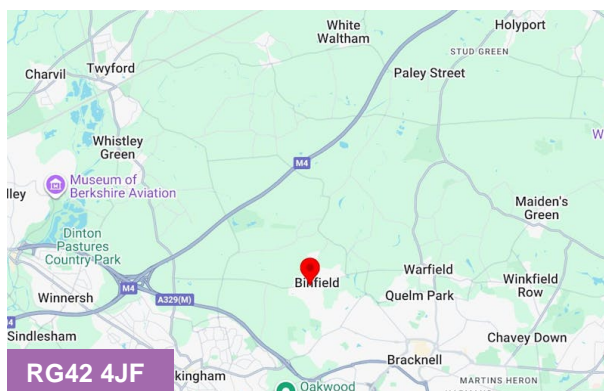 White
Waltham
Holyport
STUD GREEN
Twyford
Charvil
Paley Street
Whistley
Green
M4
Museum of
Berkshire Aviation
Maiden's
Green
Dinton
Pastures
Country Park
Binfield
Warfield
Winkfield
Row
M4
Winnersh
A329(M)
Quelm Park
Sindlesham
Chavey Down
RG42 4JF
kingham
Bracknell
Oakwood
MARTINS HERON